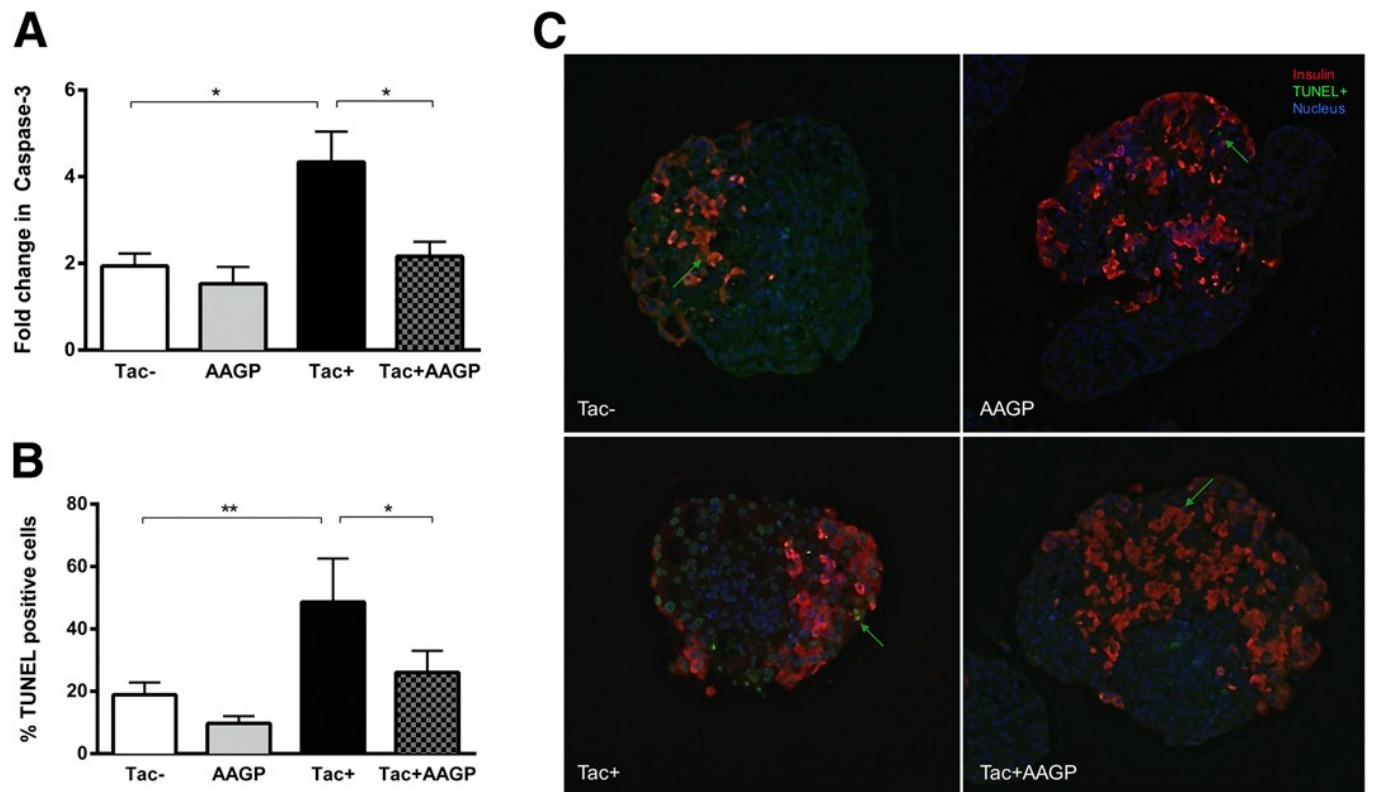 A
Fold change in Caspase-3
6
4
2
0
*
*
Tac- AAGP Tac+ Tac+AAGP
B
% TUNEL positive cells
80
60
40
20
0
**
*
Tac- AAGP Tac+ Tac+AAGP
C
Insulin
TUNEL+
Nucleus
Tac-
AAGP
Tac+
Tac+AAGP